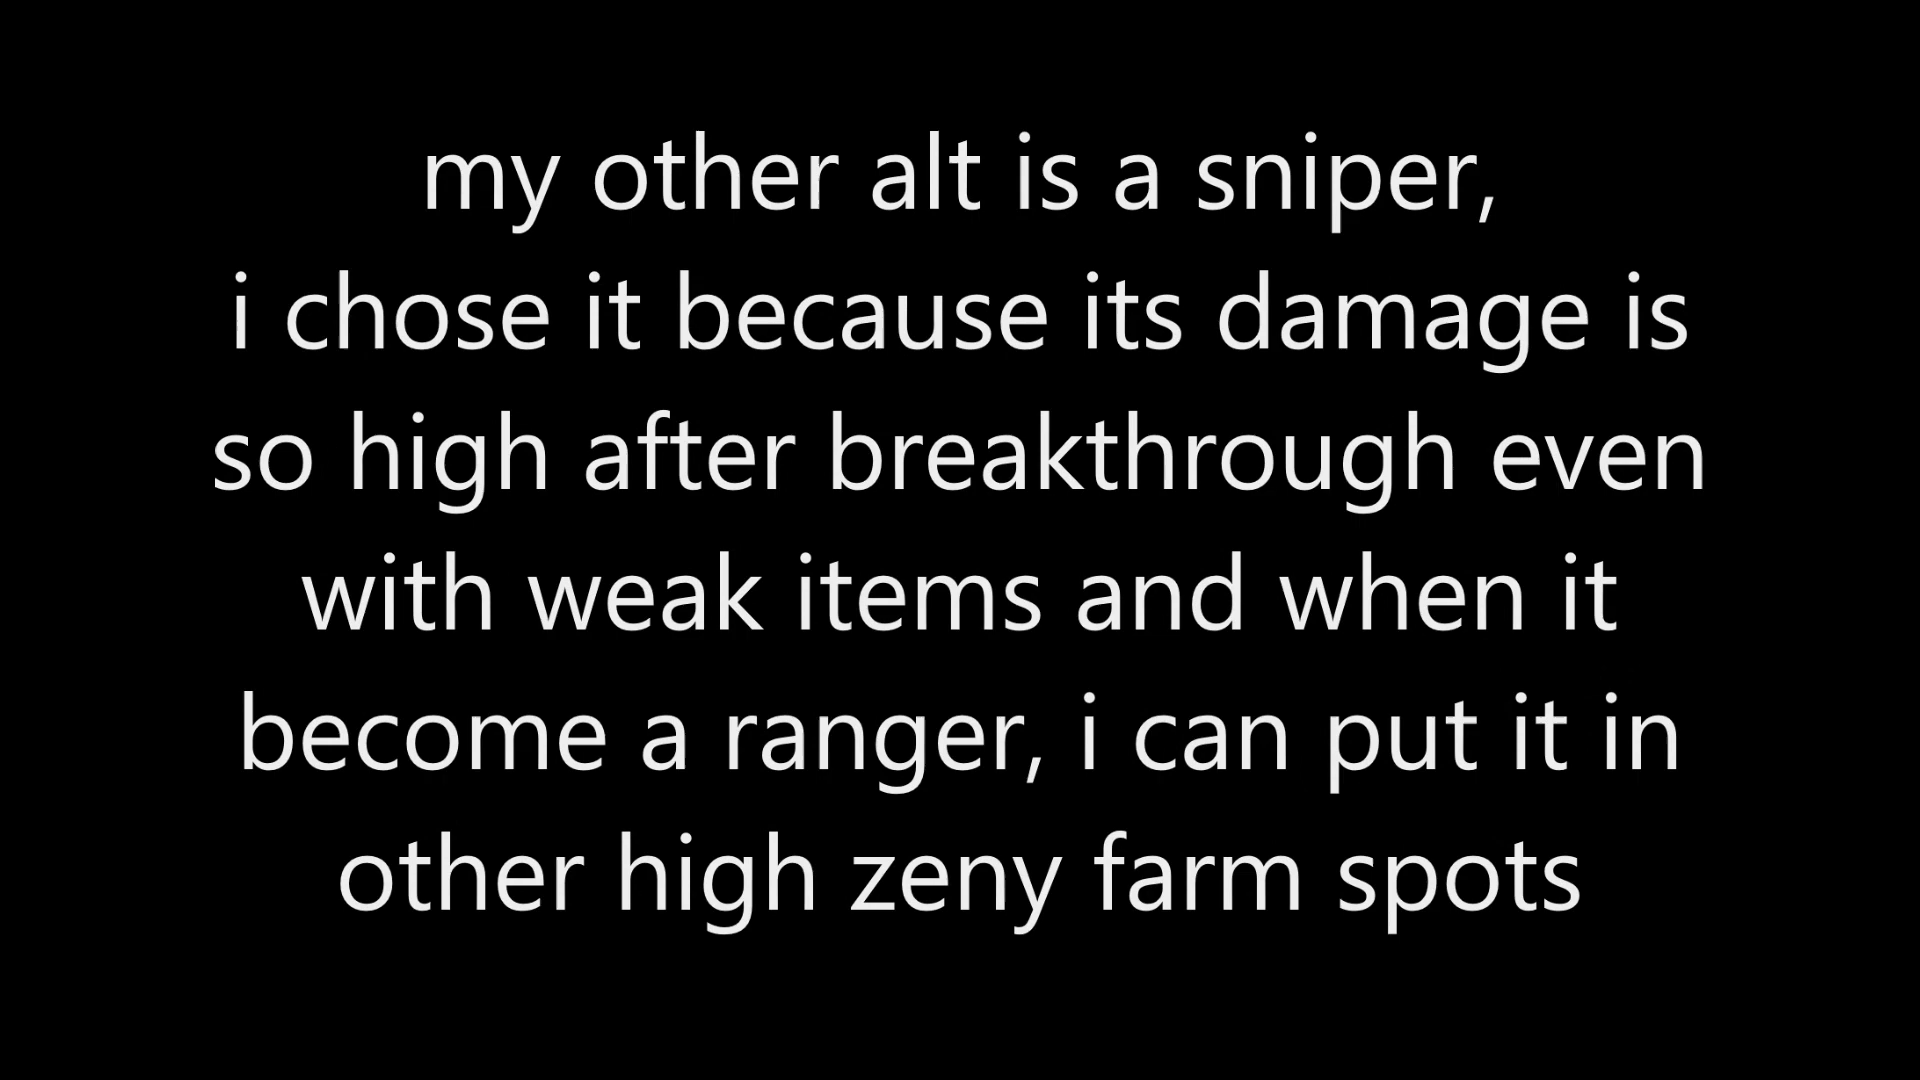 my other alt is a sniper,
i chose it because its damage is
so high after breakthrough even
with weak items and when it
become a ranger, i can put it in
other high zeny farm spots